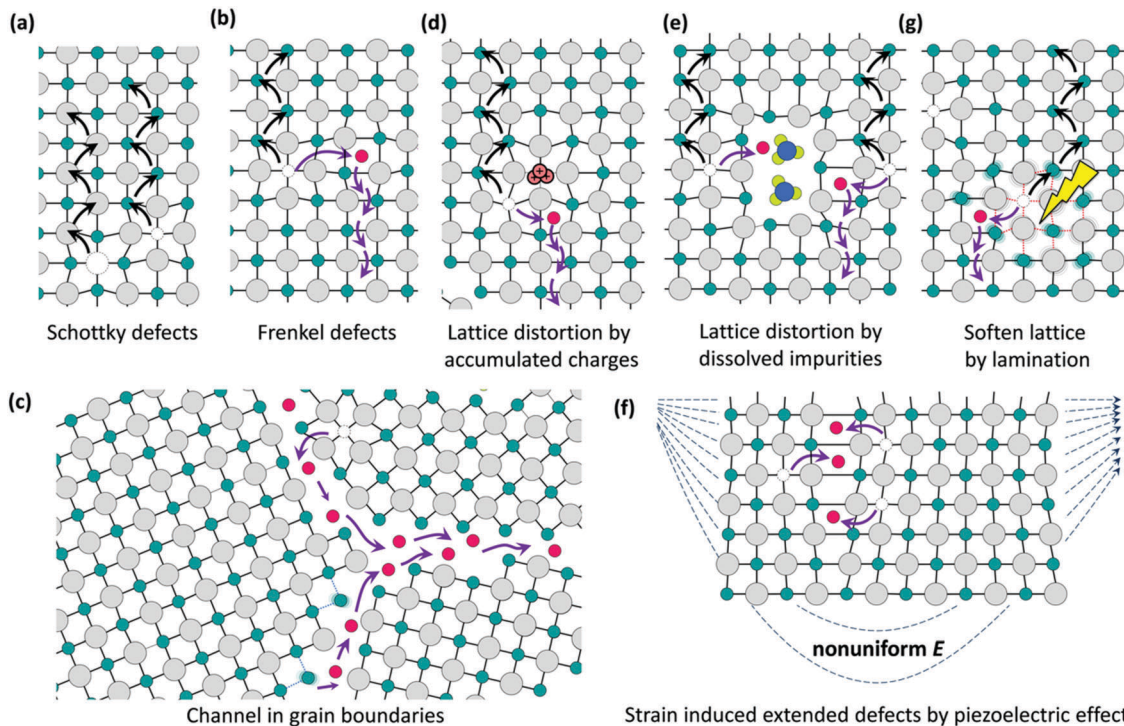 (a)
(b)
(d)
(e)
(g)
Schottky defects
Frenkel defects
Lattice distortion by
accumulated charges
Lattice distortion by
dissolved impurities
Soften lattice
by lamination
(c)
(f)
nonuniform E
Channel in grain boundaries
Strain induced extended defects by piezoelectric effect